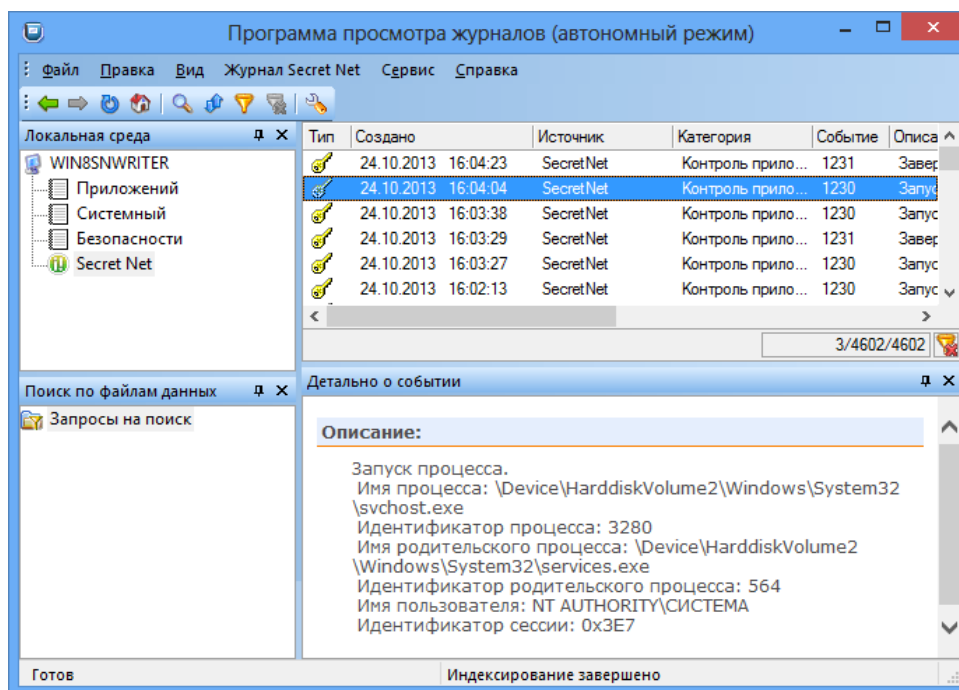 Программа просмотра журналов (автономный режим)
Файл Правка Вид Журнал Secret Net Сервис Справка
Локальная среда
WIN8SNWRITER
Приложений
Системный
Безопасности
Secret Net
Тип Создано Источник Категория Событие Описа
24.10.2013 16:04:23 SecretNet Контроль прило... 1231 Завер
24.10.2013 16:04:04 SecretNet Контроль прило... 1230 Запус
24.10.2013 16:03:38 SecretNet Контроль прило... 1230 Запус
24.10.2013 16:03:29 SecretNet Контроль прило... 1231 Завер
24.10.2013 16:03:27 SecretNet Контроль прило... 1230 Запус
24.10.2013 16:02:13 SecretNet Контроль прило... 1230 Запус
3/4602/4602
Поиск по файлам данных
Запросы на поиск
Детально о событии
Описание:
Запуск процесса.
Имя процесса: \Device\HarddiskVolume2\Windows\System32
\svchost.exe
Идентификатор процесса: 3280
Имя родительского процесса: \Device\HarddiskVolume2
\Windows\System32\services.exe
Идентификатор родительского процесса: 564
Имя пользователя: NT AUTHORITY\СИСТЕМА
Идентификатор сессии: 0x3E7
Готов
Индексирование завершено